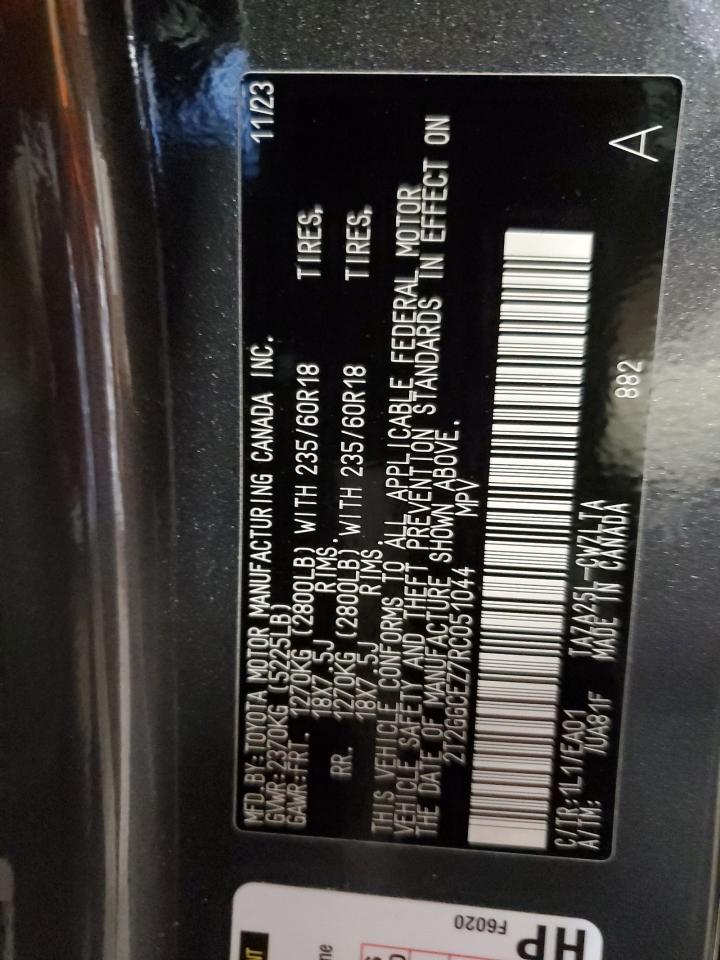 MFD. BY: TOYOTA MOTOR MANUFACTURING CANADA INC. 11/23
GVWR: 2370KG (5225LB)
GAWR: FRT. 1270KG (2800LB) WITH 235/60R18 TIRES,
18X7.5J RIMS.
RR. 1270KG (2800LB) WITH 235/60R18 TIRES,
18X7.5J RIMS.
THIS VEHICLE CONFORMS TO ALL APPLICABLE FEDERAL MOTOR
VEHICLE SAFETY AND THEFT PREVENTION STANDARDS IN EFFECT ON
THE DATE OF MANUFACTURE SHOWN ABOVE.
2T2GGCEZ7RC051044 MPV
C/TR: 1L1/EA01 TAZA25L-CWZLTA
A/TM: /UA81F MADE IN CANADA 882 A
HP
F6020